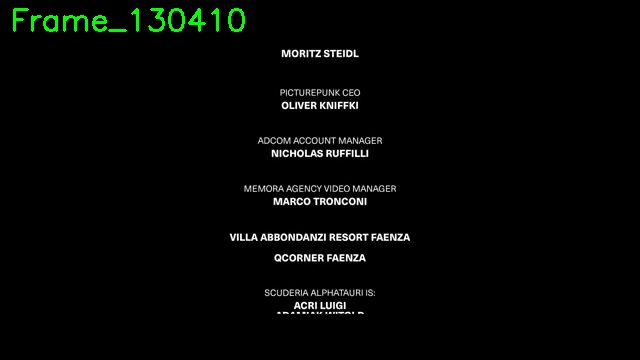 Frame_130410
MORITZ STEIDL
PICTUREPUNK CEO
OLIVER KNIFFKI
ADCOM ACCOUNT MANAGER
NICHOLAS RUFFILLI
MEMORA AGENCY VIDEO MANAGER
MARCO TRONCONI
VILLA ABBONDANZI RESORT FAENZA
QCORNER FAENZA
SCUDERIA ALPHATAURI IS:
ACRI LUIGI